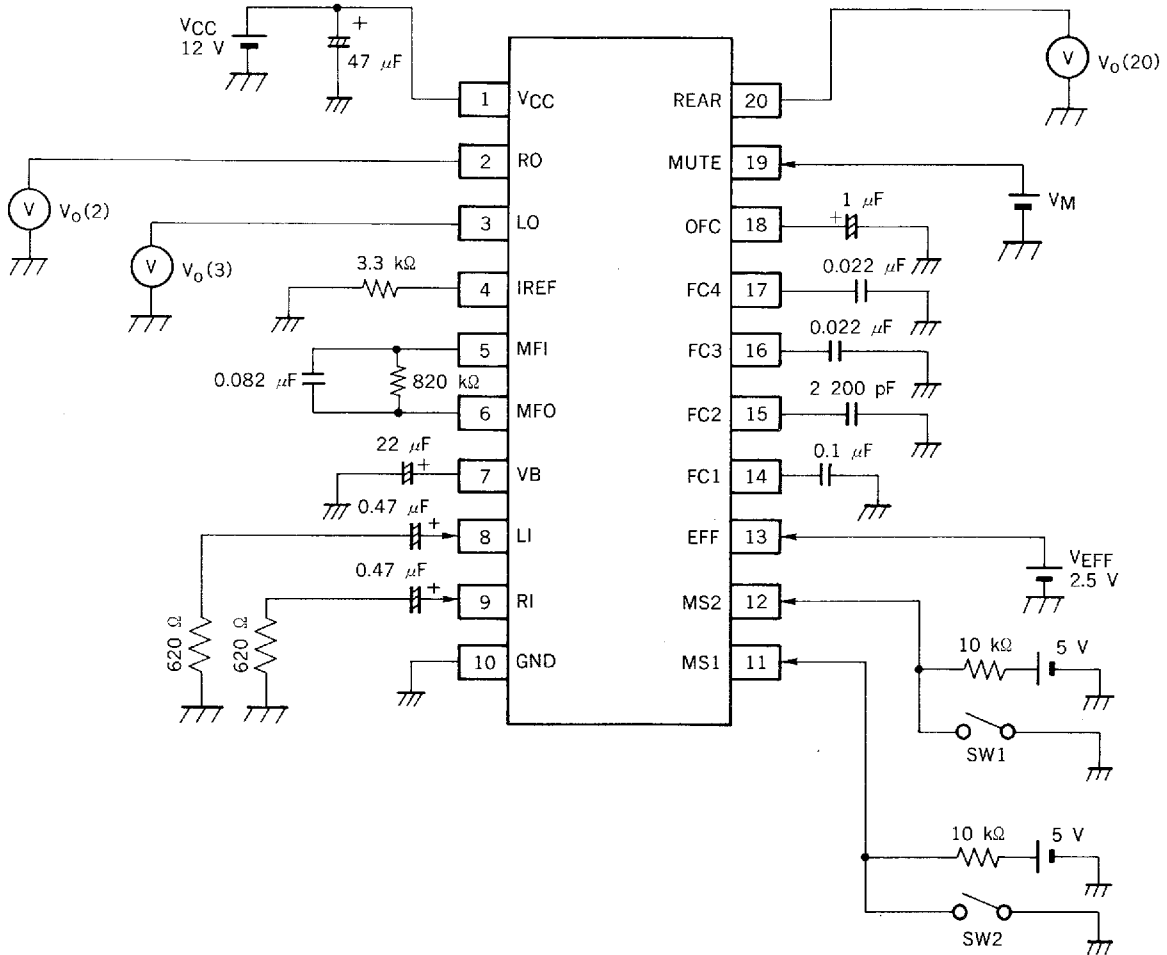 VCC
12 V
+
47 μF
1 VCC
2 RO
3 LO
4 IREF
5 MFI
6 MFO
7 VB
8 LI
9 RI
10 GND
REAR 20
MUTE 19
OFC 18
FC4 17
FC3 16
FC2 15
FC1 14
EFF 13
MS2 12
MS1 11
V Vo(2)
V Vo(3)
3.3 kΩ
0.082 μF
820 kΩ
22 μF
+
0.47 μF
+
0.47 μF
+
620 Ω
620 Ω
V Vo(20)
VM
1 μF
+
0.022 μF
0.022 μF
2 200 pF
0.1 μF
VEFF
2.5 V
10 kΩ
5 V
SW1
10 kΩ
5 V
SW2